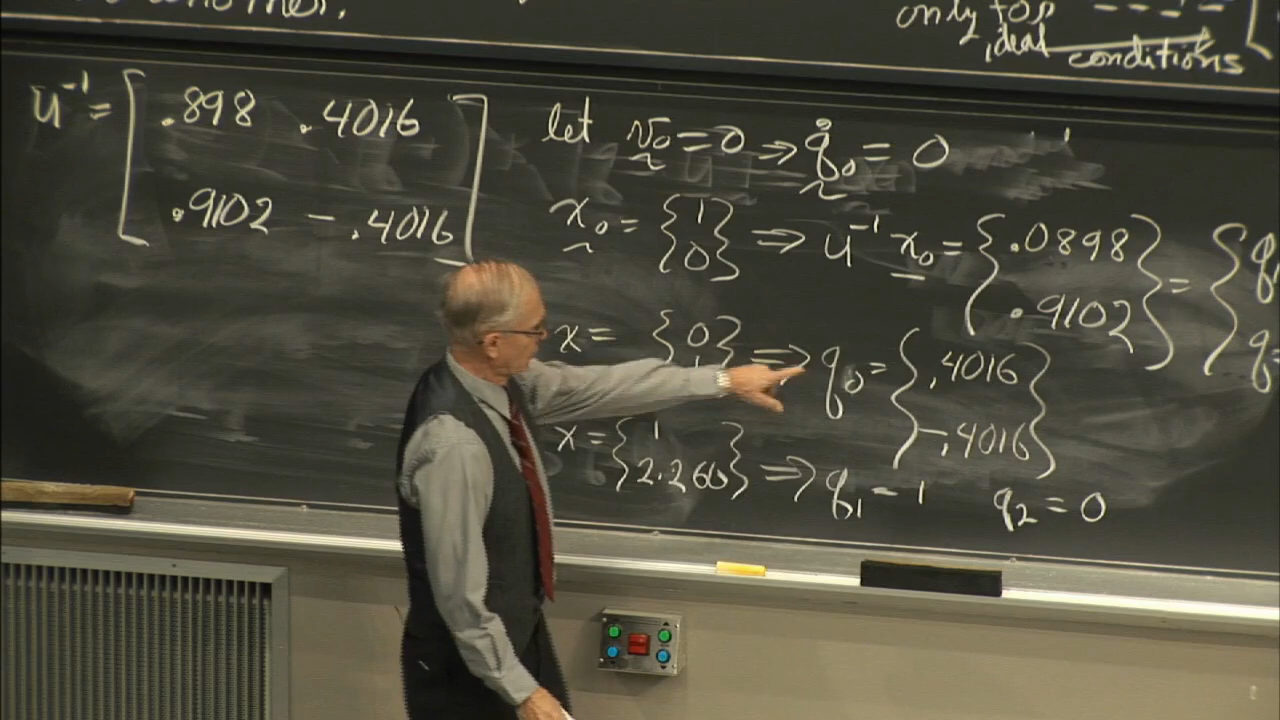 only for
ideal conditions
u⁻¹ = [ .898 .4016
.9102 - .4016 ]
let v₀ = 0 ⇒ q̇₀ = 0
x₀ = { 1 0 } ⇒ u⁻¹ x₀ = { .0898 .9102 } = { q
x = { 0 1 } ⇒ q₀ = { .4016 -.4016 }
x = { 1 2.260 } ⇒ q₁ = 1 q₂ = 0